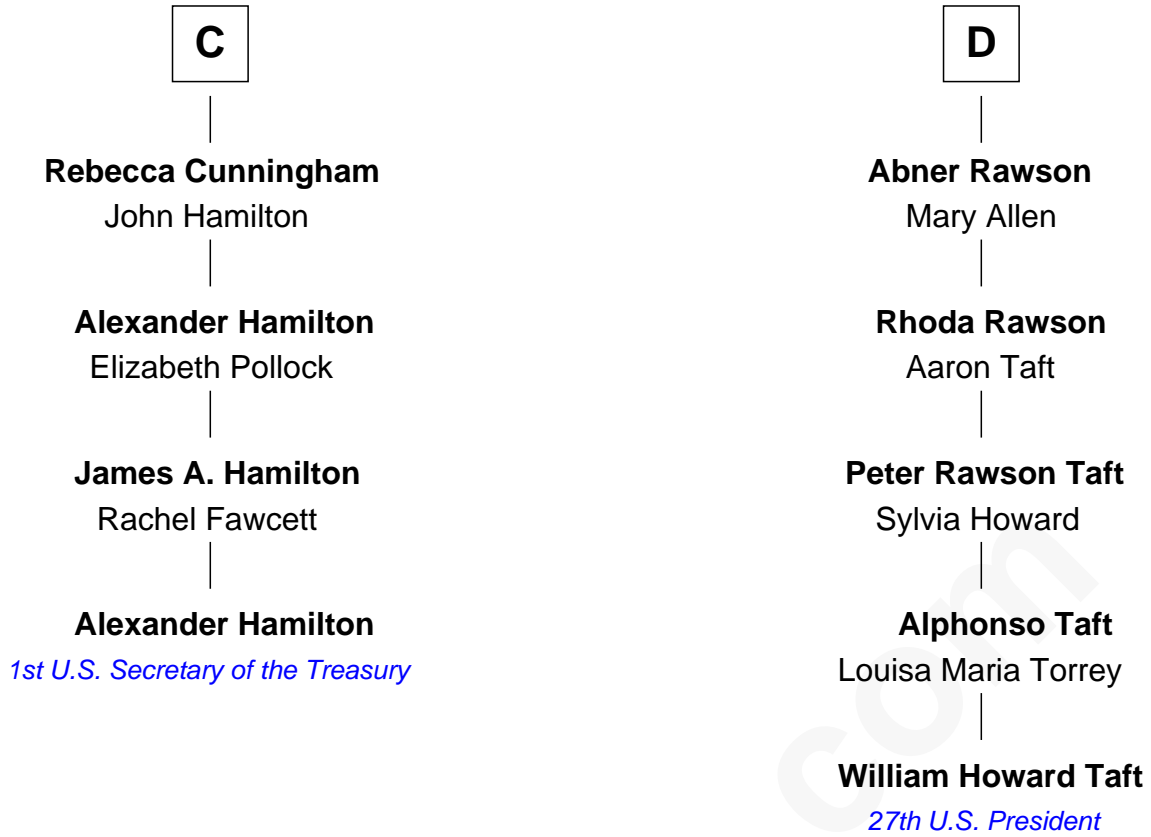 C
Rebecca Cunningham
John Hamilton
Alexander Hamilton
Elizabeth Pollock
James A. Hamilton
Rachel Fawcett
Alexander Hamilton
1st U.S. Secretary of the Treasury
D
Abner Rawson
Mary Allen
Rhoda Rawson
Aaron Taft
Peter Rawson Taft
Sylvia Howard
Alphonso Taft
Louisa Maria Torrey
William Howard Taft
27th U.S. President
com